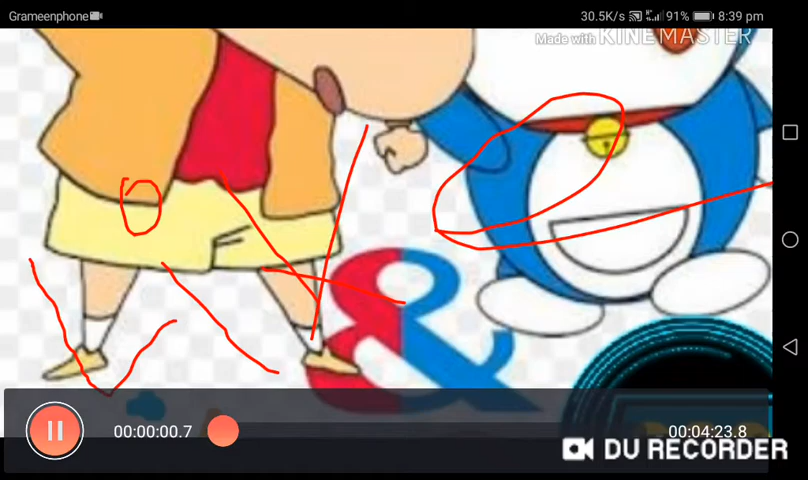 Grameenphone 30.5K/s 91% 8:39 pm
Made with KINEMASTER
&
00:00:00.7 00:04:23.8
DU RECORDER